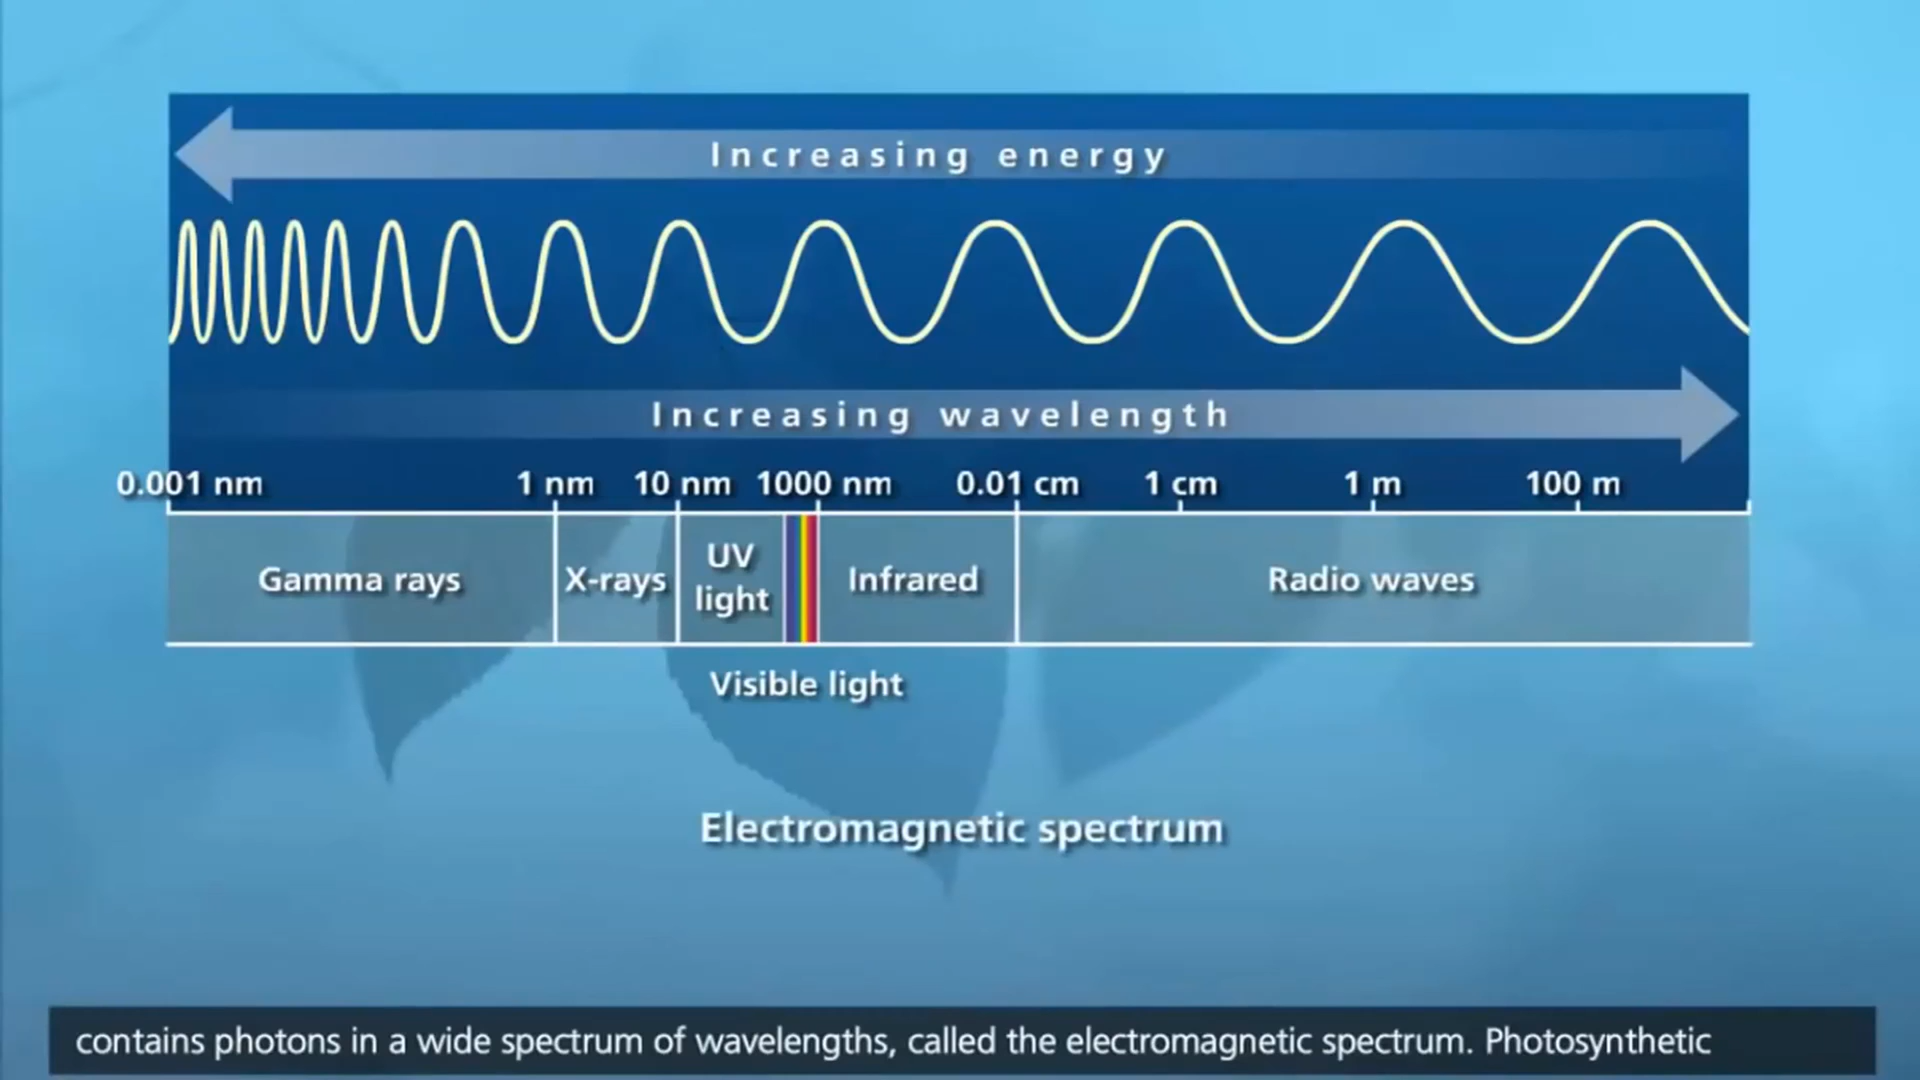 Increasing energy
Increasing wavelength
0.001 nm 1 nm 10 nm 1000 nm 0.01 cm 1 cm 1 m 100 m
Gamma rays X-rays UV light Infrared Radio waves
Visible light
Electromagnetic spectrum
contains photons in a wide spectrum of wavelengths, called the electromagnetic spectrum. Photosynthetic